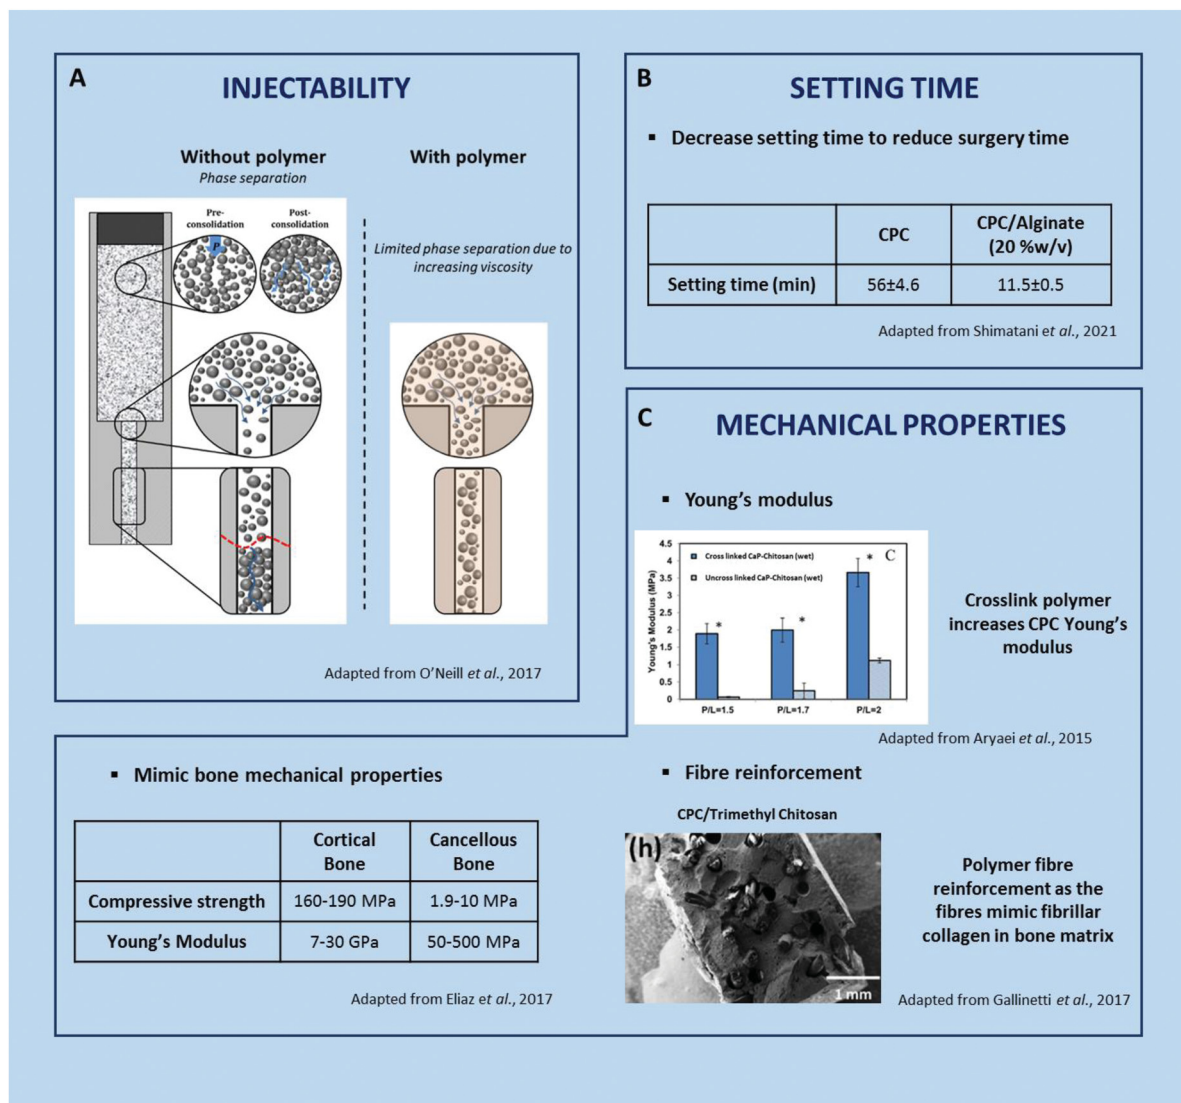 A
INJECTABILITY
Without polymer
Phase separation
With polymer
Pre-
consolidation
Post-
consolidation
P
Limited phase separation due to
increasing viscosity
Adapted from O’Neill et al., 2017
B
SETTING TIME
▪ Decrease setting time to reduce surgery time
CPC
CPC/Alginate
(20 %w/v)
Setting time (min)
56±4.6
11.5±0.5
Adapted from Shimatani et al., 2021
C
MECHANICAL PROPERTIES
▪ Young’s modulus
Young's Modulus (MPa)
4.5
4
3.5
3
2.5
2
1.5
1
0.5
0
Cross linked CaP-Chitosan (wet)
Uncross linked CaP-Chitosan (wet)
* C
*
*
P/L=1.5
P/L=1.7
P/L=2
Crosslink polymer
increases CPC Young’s
modulus
Adapted from Aryaei et al., 2015
▪ Mimic bone mechanical properties
Cortical
Bone
Cancellous
Bone
Compressive strength
160-190 MPa
1.9-10 MPa
Young’s Modulus
7-30 GPa
50-500 MPa
Adapted from Eliaz et al., 2017
▪ Fibre reinforcement
CPC/Trimethyl Chitosan
(h)
1 mm
Polymer fibre
reinforcement as the
fibres mimic fibrillar
collagen in bone matrix
Adapted from Gallinetti et al., 2017